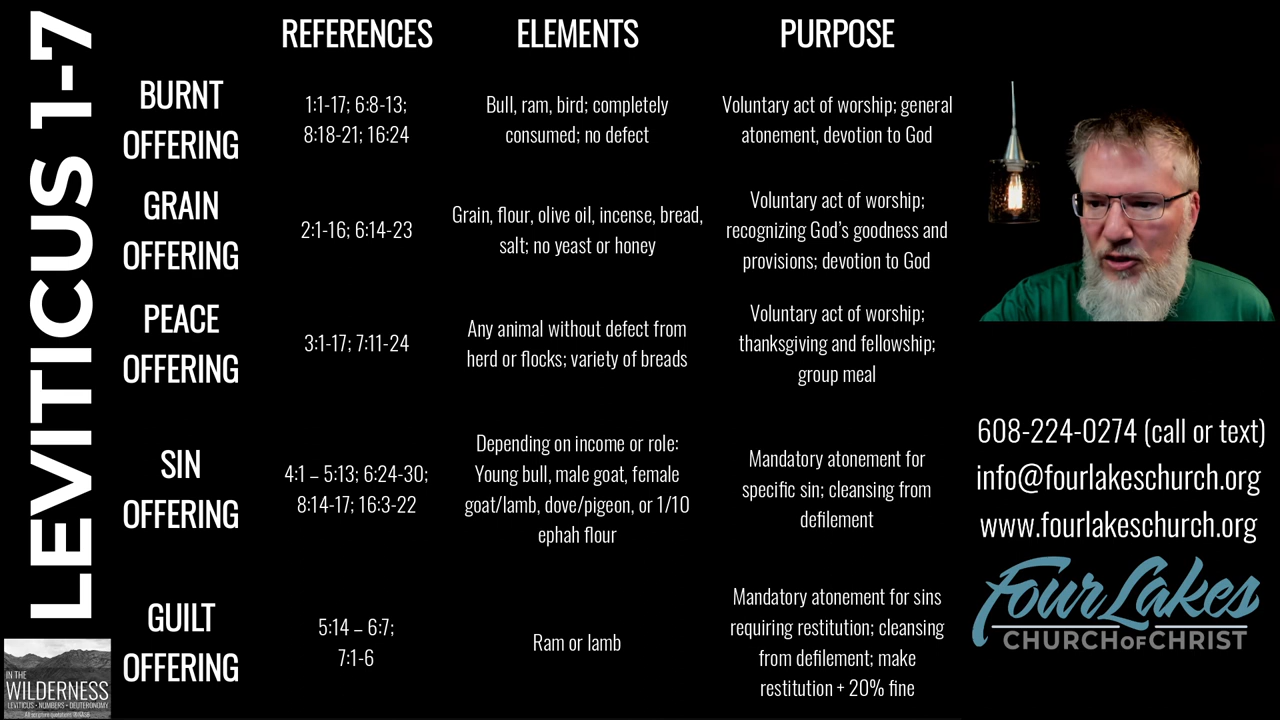 LEVITICUS 1-7
REFERENCES
ELEMENTS
PURPOSE
BURNT
OFFERING
1:1-17; 6:8-13;
8:18-21; 16:24
Bull, ram, bird; completely
consumed; no defect
Voluntary act of worship; general
atonement, devotion to God
GRAIN
OFFERING
2:1-16; 6:14-23
Grain, flour, olive oil, incense, bread,
salt; no yeast or honey
Voluntary act of worship;
recognizing God's goodness and
provisions; devotion to God
PEACE
OFFERING
3:1-17; 7:11-24
Any animal without defect from
herd or flocks; variety of breads
Voluntary act of worship;
thanksgiving and fellowship;
group meal
SIN
OFFERING
4:1 – 5:13; 6:24-30;
8:14-17; 16:3-22
Depending on income or role:
Young bull, male goat, female
goat/lamb, dove/pigeon, or 1/10
ephah flour
Mandatory atonement for
specific sin; cleansing from
defilement
GUILT
OFFERING
5:14 – 6:7;
7:1-6
Ram or lamb
Mandatory atonement for sins
requiring restitution; cleansing
from defilement; make
restitution + 20% fine
608-224-0274 (call or text)
info@fourlakeschurch.org
www.fourlakeschurch.org
Four Lakes
CHURCH OF CHRIST
IN THE
WILDERNESS
LEVITICUS • NUMBERS • DEUTERONOMY